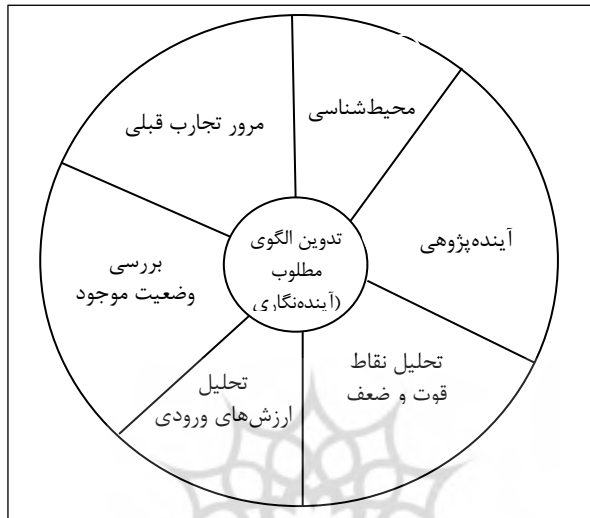 محیط‌شناسی
مرور تجارب قبلی
آینده‌پژوهی
تدوین الگوی
مطلوب
(آینده‌نگاری)
بررسی
وضعیت موجود
تحلیل نقاط
قوت و ضعف
تحلیل
ارزش‌های ورودی